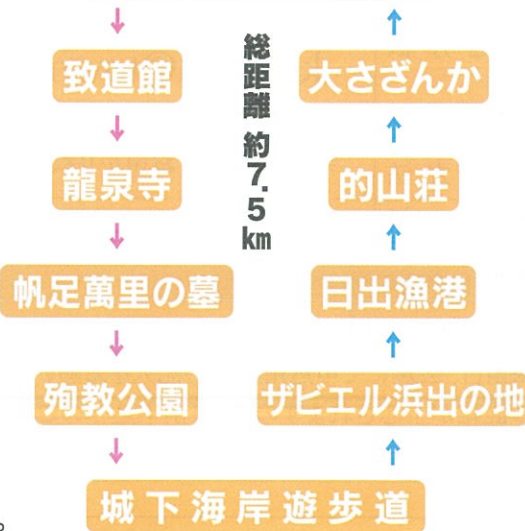 致道館
龍泉寺
帆足萬里の墓
殉教公園
城下海岸遊歩道
ザビエル浜出の地
日出漁港
的山荘
大さざんか
総距離 約7.5km
。